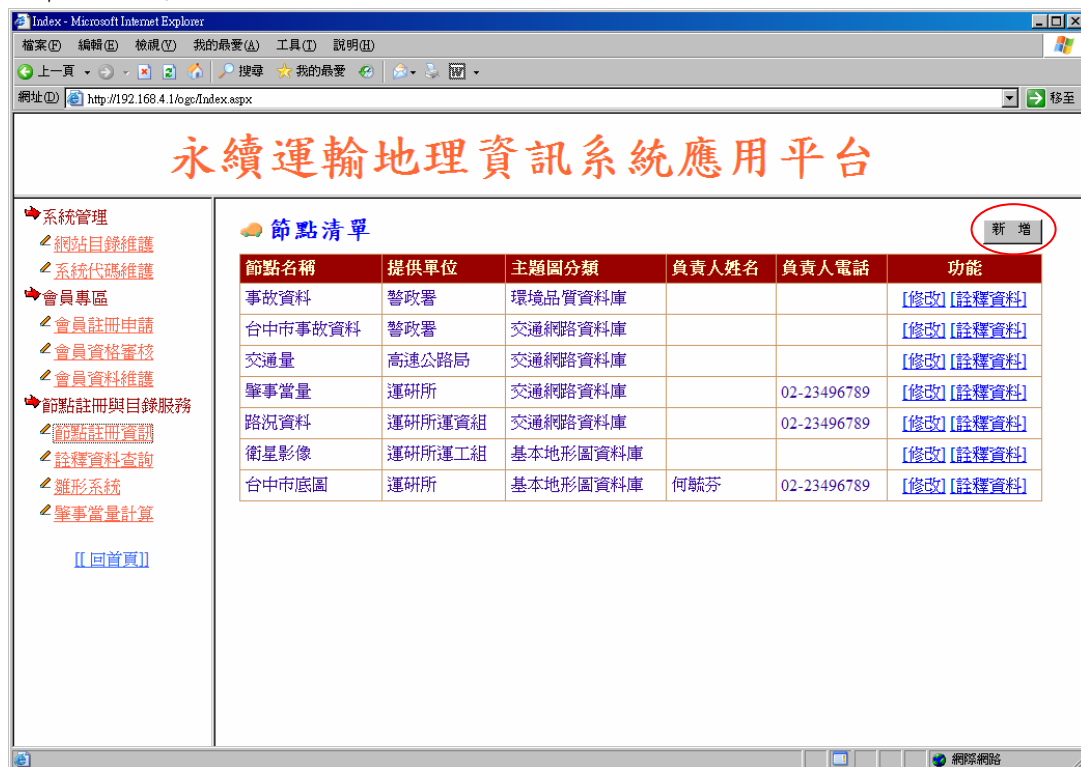 Index - Microsoft Internet Explorer
檔案(F) 編輯(E) 檢視(V) 我的最愛(A) 工具(T) 說明(H)
上一頁 搜尋 我的最愛
網址(D) http://192.168.4.1/ogc/Index.aspx 移至
永續運輸地理資訊系統應用平台
系統管理
網站目錄維護
系統代碼維護
會員專區
會員註冊申請
會員資格審核
會員資料維護
節點註冊與目錄服務
節點註冊資訊
詮釋資料查詢
雛形系統
肇事當量計算
[[ 回首頁]]
節點清單 新 增
節點名稱 提供單位 主題圖分類 負責人姓名 負責人電話 功能
事故資料 警政署 環境品質資料庫 [修改] [詮釋資料]
台中市事故資料 警政署 交通網路資料庫 [修改] [詮釋資料]
交通量 高速公路局 交通網路資料庫 [修改] [詮釋資料]
肇事當量 運研所 交通網路資料庫 02-23496789 [修改] [詮釋資料]
路況資料 運研所運資組 交通網路資料庫 02-23496789 [修改] [詮釋資料]
衛星影像 運研所運工組 基本地形圖資料庫 [修改] [詮釋資料]
台中市底圖 運研所 基本地形圖資料庫 何毓芬 02-23496789 [修改] [詮釋資料]
網際網路